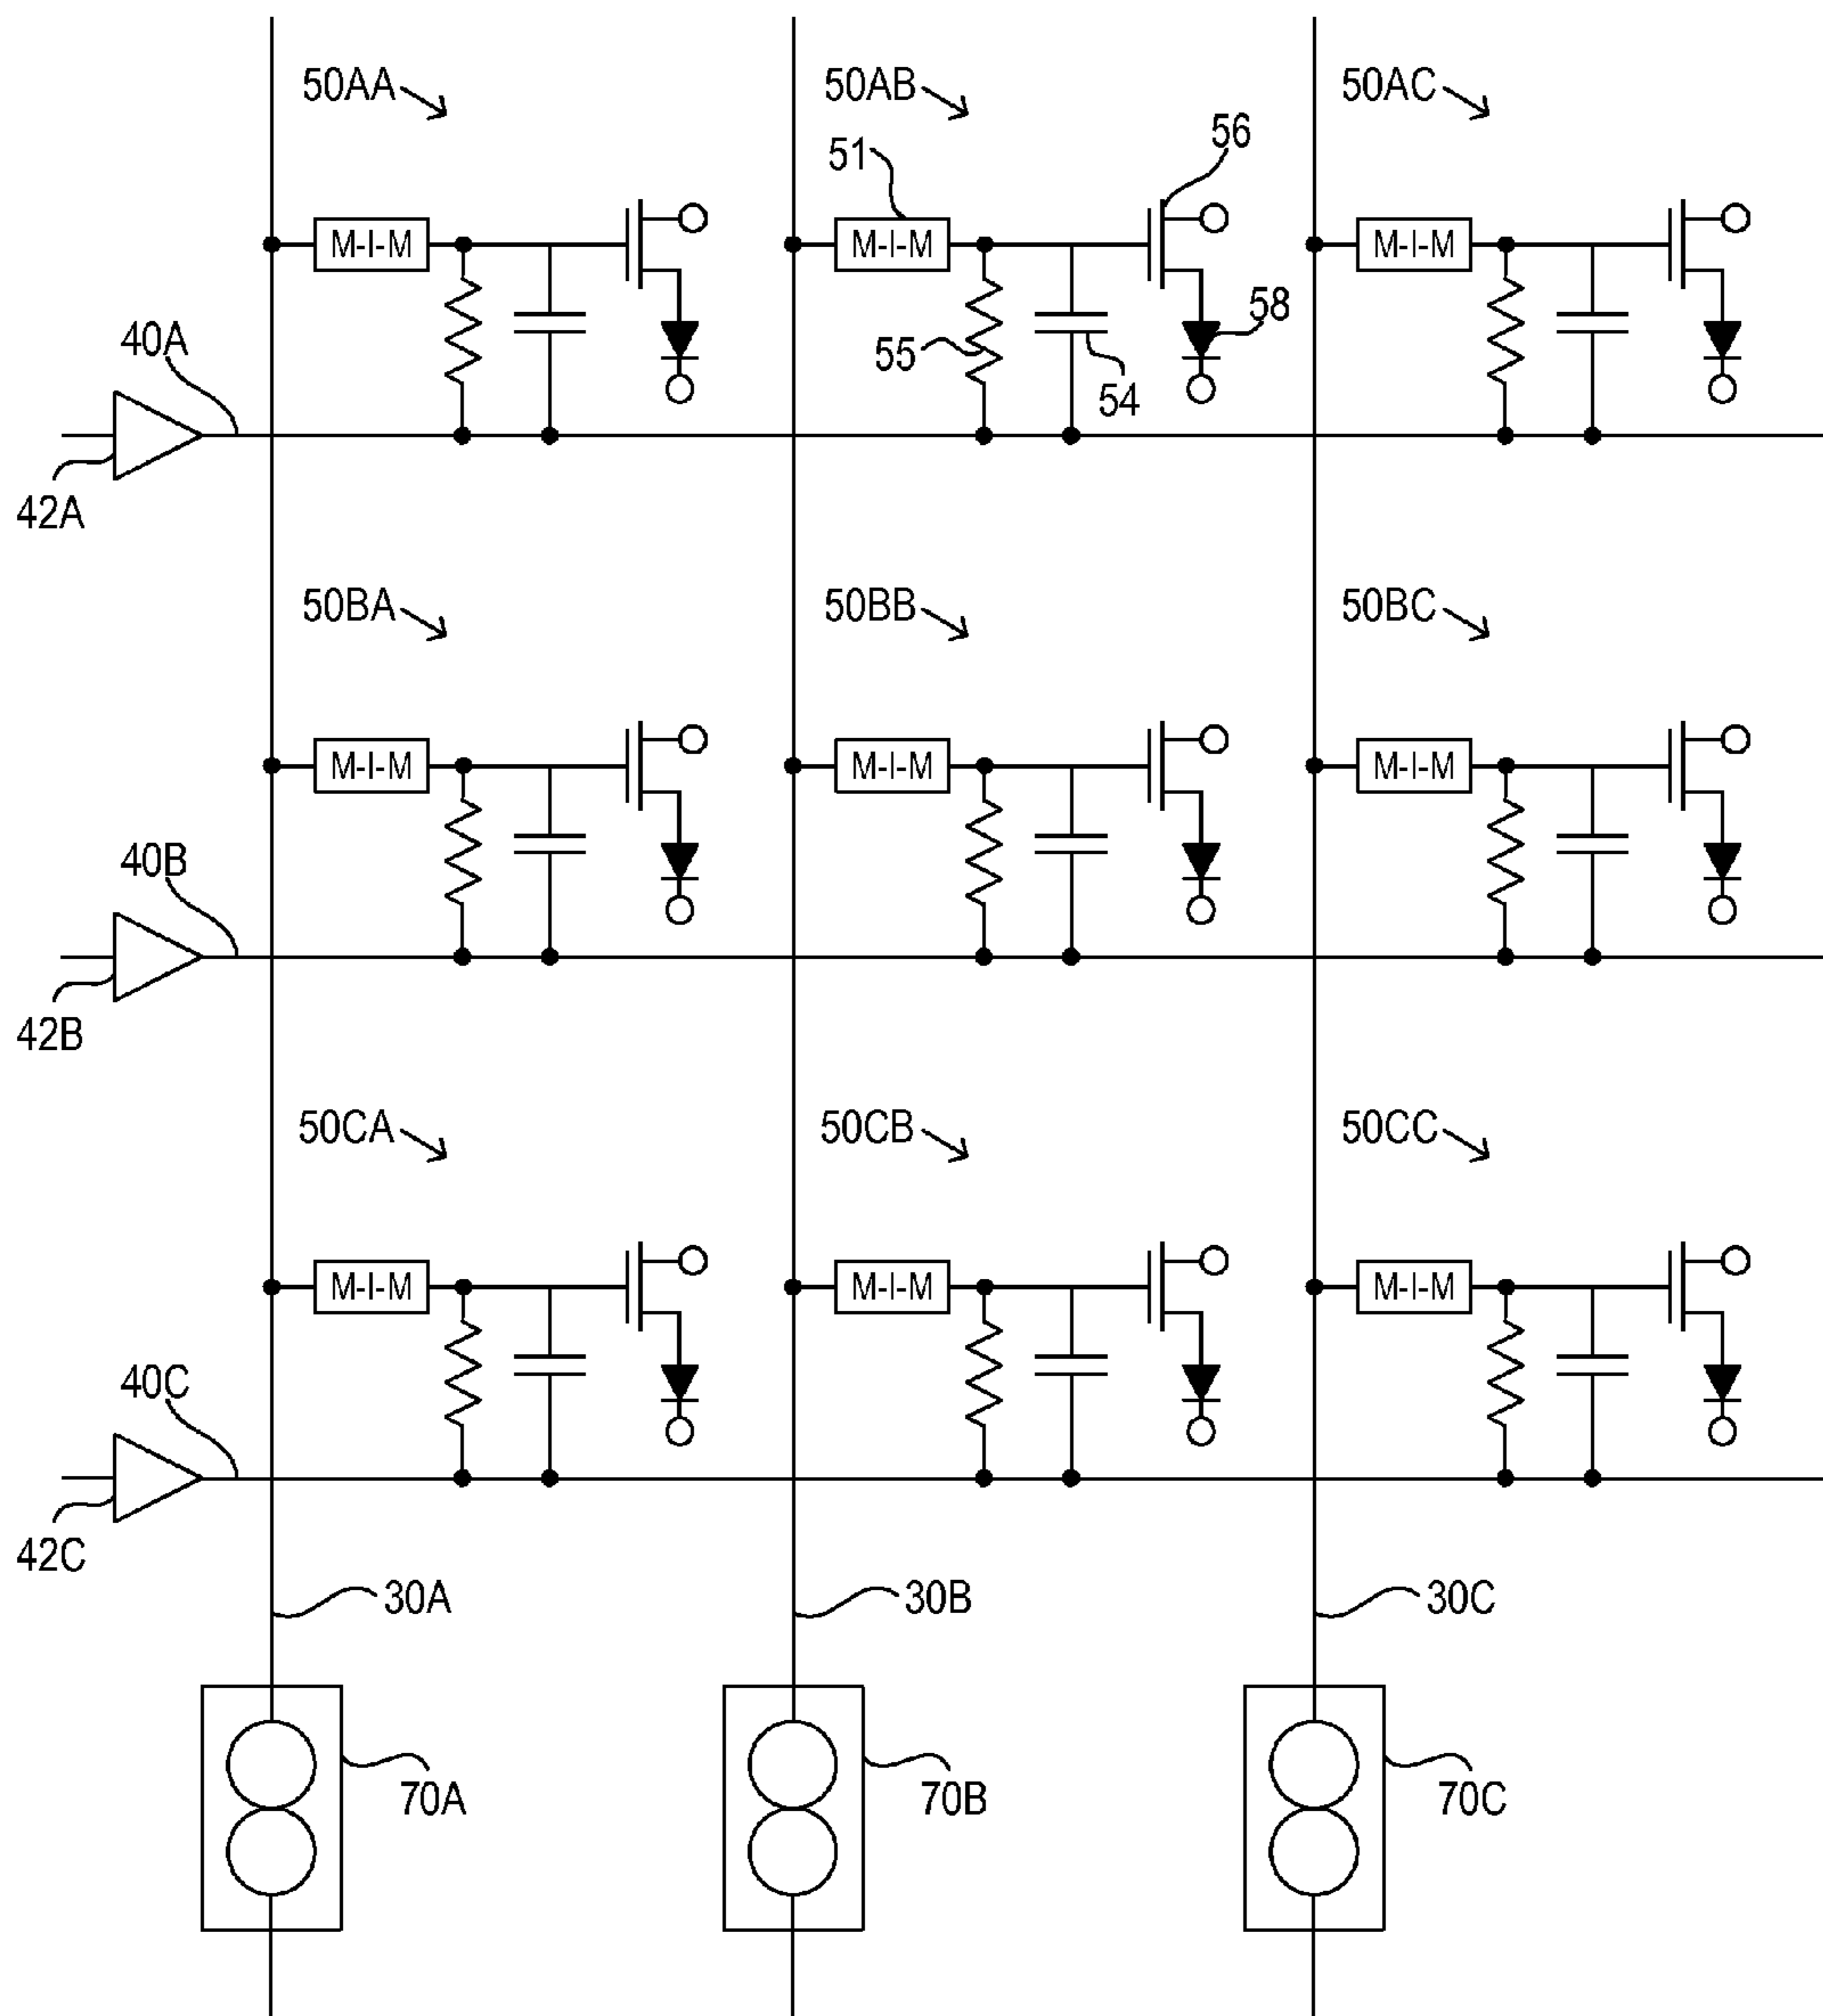 50AA
50AB
50AC
56
51
M-I-M
M-I-M
M-I-M
58
40A
55
54
42A
50BA
50BB
50BC
M-I-M
M-I-M
M-I-M
40B
42B
50CA
50CB
50CC
M-I-M
M-I-M
M-I-M
40C
42C
30A
30B
30C
70A
70B
70C